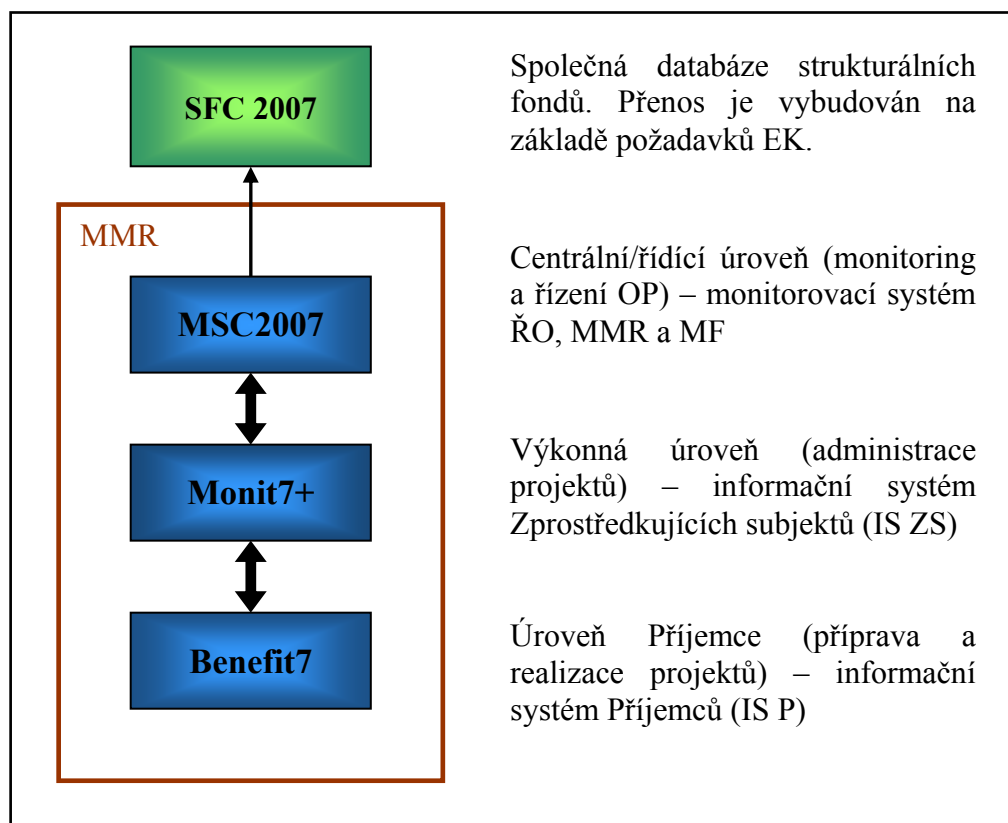 SFC 2007
Společná databáze strukturálních
fondů. Přenos je vybudován na
základě požadavků EK.
MMR
MSC2007
Centrální/řídící úroveň (monitoring
a řízení OP) – monitorovací systém
ŘO, MMR a MF
Monit7+
Výkonná úroveň (administrace
projektů) – informační systém
Zprostředkujících subjektů (IS ZS)
Benefit7
Úroveň Příjemce (příprava a
realizace projektů) – informační
systém Příjemců (IS P)